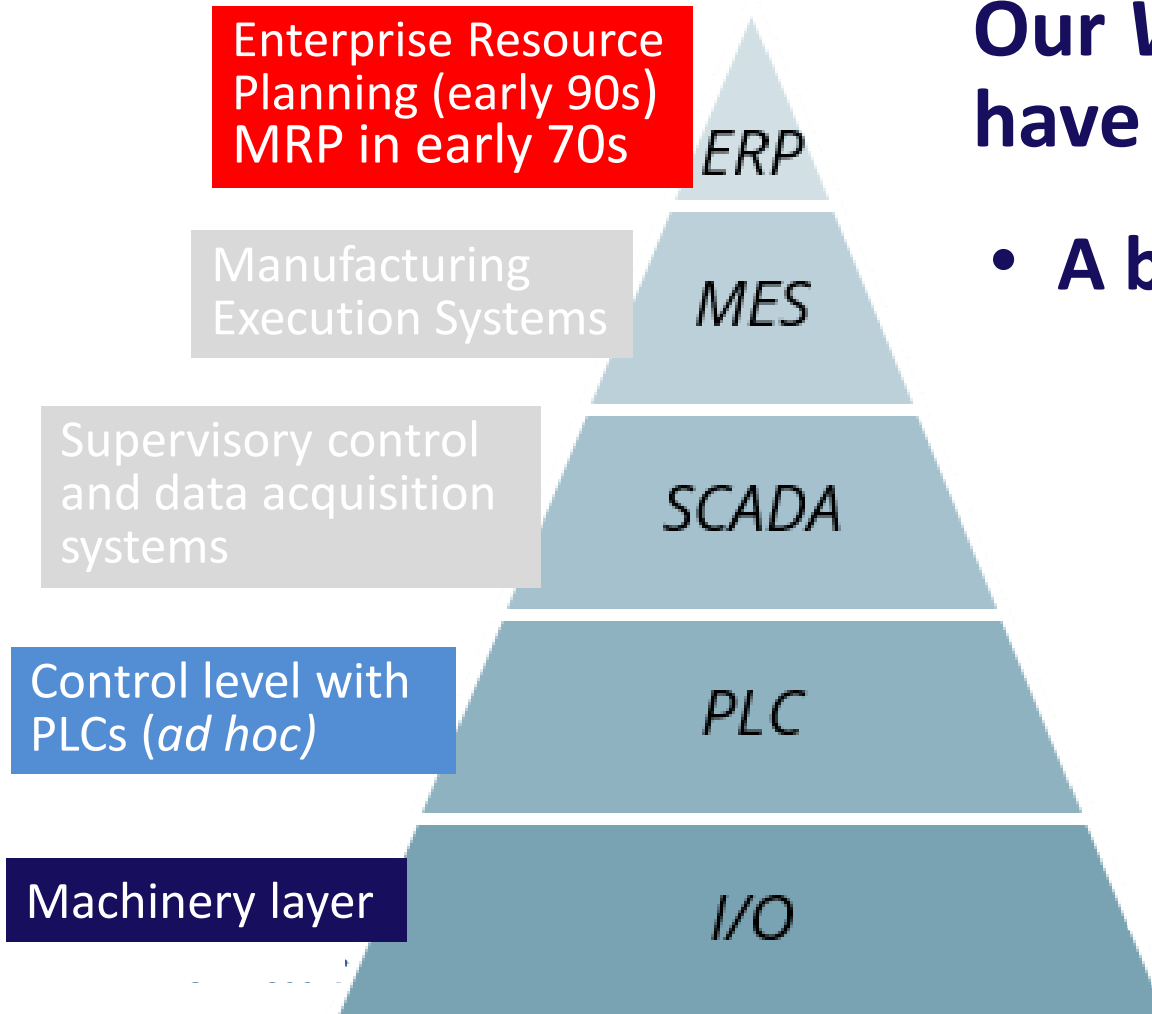 Enterprise Resource
Planning (early 90s)
MRP in early 70s
ERP
Our
have
• A
Manufacturing
Execution Systems
MES
Supervisory control
and data acquisition
systems
SCADA
Control level with
PLCs (ad hoc)
PLC
Machinery layer
I/O